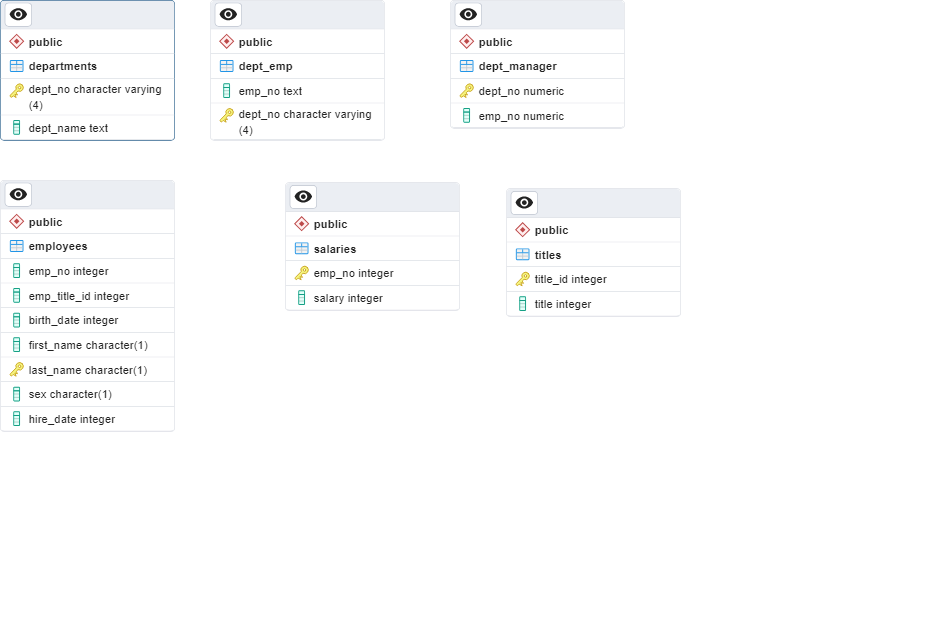 public
departments
dept_no character varying
(4)
dept_name text
public
dept_emp
emp_no text
dept_no character varying
(4)
public
dept_manager
dept_no numeric
emp_no numeric
public
employees
emp_no integer
emp_title_id integer
birth_date integer
first_name character(1)
last_name character(1)
sex character(1)
hire_date integer
public
salaries
emp_no integer
salary integer
public
titles
title_id integer
title integer